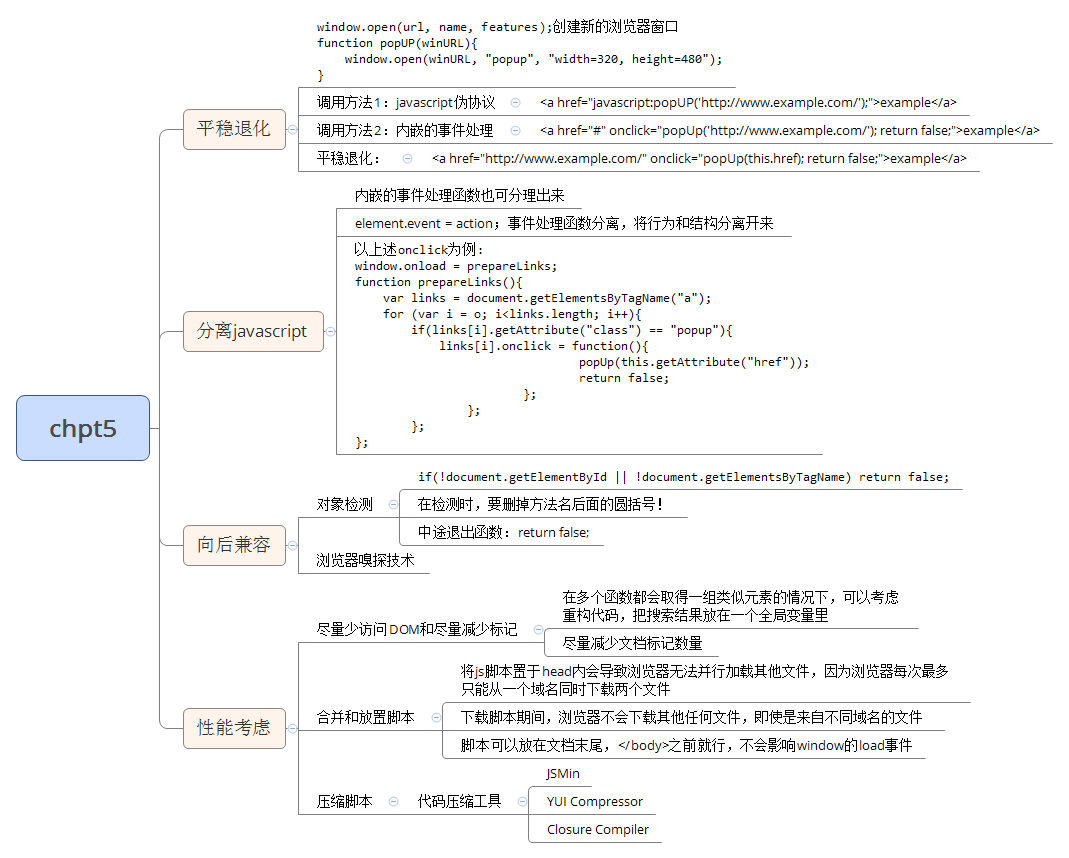 chpt5
平稳退化
window.open(url, name, features);创建新的浏览器窗口
function popUP(winURL){
    window.open(winURL, "popup", "width=320, height=480");
}
调用方法1：javascript伪协议
<a href="javascript:popUP('http://www.example.com/');">example</a>
调用方法2：内嵌的事件处理
<a href="#" onclick="popUp('http://www.example.com/'); return false;">example</a>
平稳退化：
<a href="http://www.example.com/" onclick="popUp(this.href); return false;">example</a>
分离javascript
内嵌的事件处理函数也可分理出来
element.event = action；事件处理函数分离，将行为和结构分离开来
以上述onclick为例：
window.onload = prepareLinks;
function prepareLinks(){
    var links = document.getElementsByTagName("a");
    for (var i = o; i<links.length; i++){
        if(links[i].getAttribute("class") == "popup"){
            links[i].onclick = function(){
                                popUp(this.getAttribute("href"));
                                return false;
                        };
                };
        };
};
向后兼容
对象检测
if(!document.getElementById || !document.getElementsByTagName) return false;
在检测时，要删掉方法名后面的圆括号！
中途退出函数：return false;
浏览器嗅探技术
性能考虑
尽量少访问DOM和尽量减少标记
在多个函数都会取得一组类似元素的情况下，可以考虑
重构代码，把搜索结果放在一个全局变量里
尽量减少文档标记数量
合并和放置脚本
将js脚本置于head内会导致浏览器无法并行加载其他文件，因为浏览器每次最多
只能从一个域名同时下载两个文件
下载脚本期间，浏览器不会下载其他任何文件，即使是来自不同域名的文件
脚本可以放在文档末尾，</body>之前就行，不会影响window的load事件
压缩脚本
代码压缩工具
JSMin
YUI Compressor
Closure Compiler